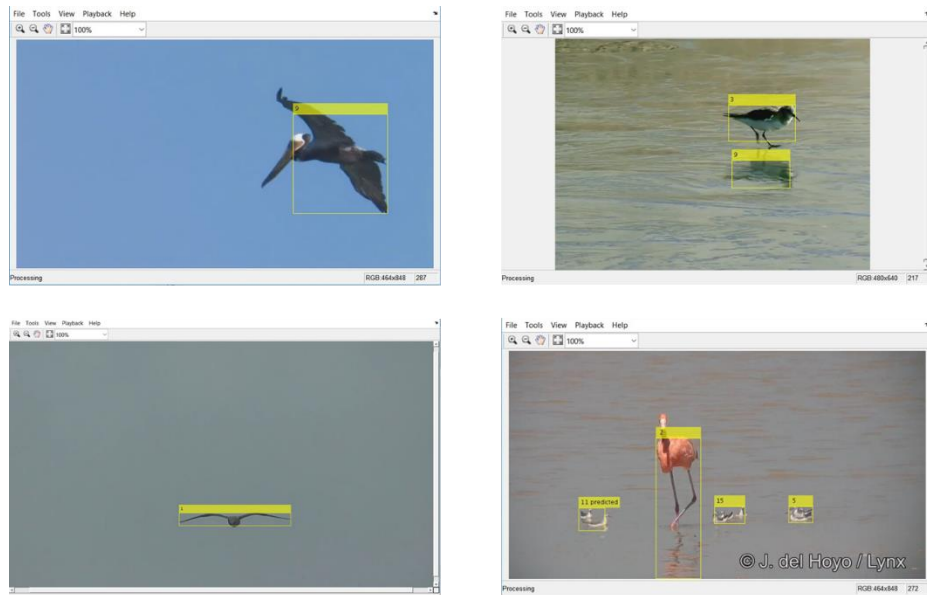 File Tools View Playback Help
100%
9
Processing
RGB:464x848 287
File Tools View Playback Help
100%
3
9
Processing
RGB:480x640 217
File Tools View Playback Help
100%
1
File Tools View Playback Help
100%
2
11 predicted
15
5
© J. del Hoyo / Lynx
Processing
RGB:464x848 272